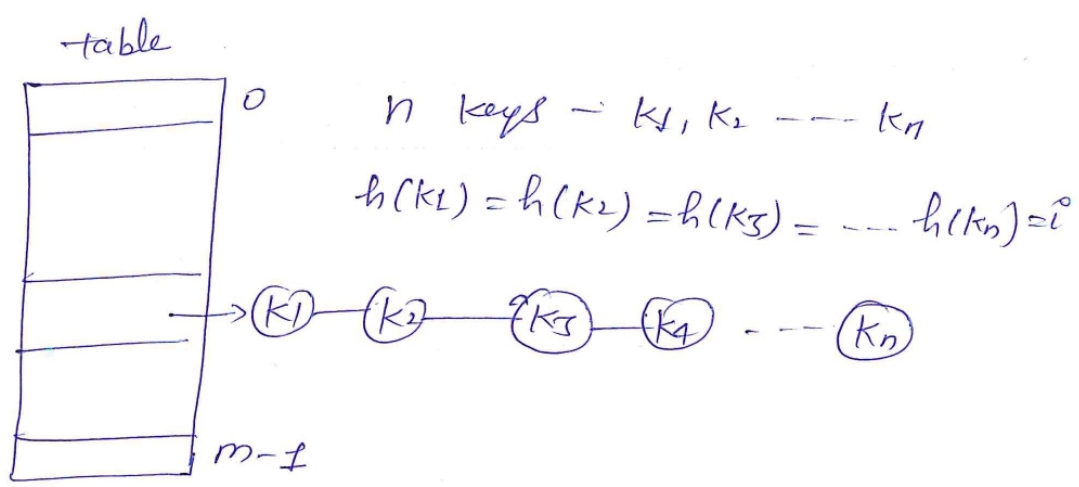 table
0
n keys - k1, k2 ---- kn
h(k1) = h(k2) = h(k3) = ---- h(kn) = i
k1 k2 k3 k4 ---- kn
m-1